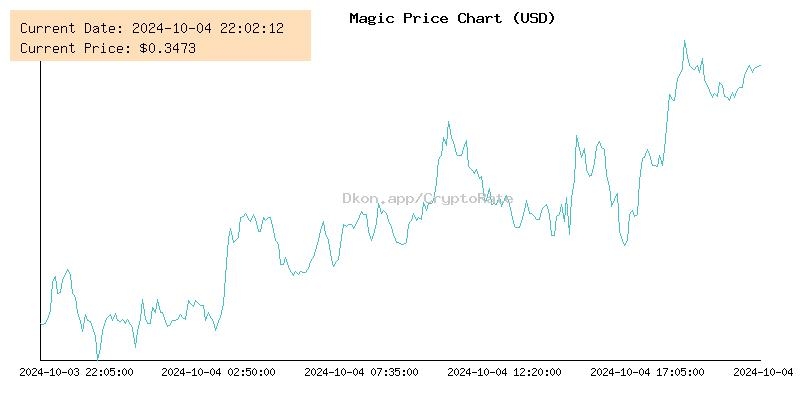 Magic Price Chart (USD)
Current Date: 2024-10-04 22:02:12
Current Price: $0.3473
Dkon.app/CryptoRate
2024-10-03 22:05:00 2024-10-04 02:50:00 2024-10-04 07:35:00 2024-10-04 12:20:00 2024-10-04 17:05:00 2024-10-04